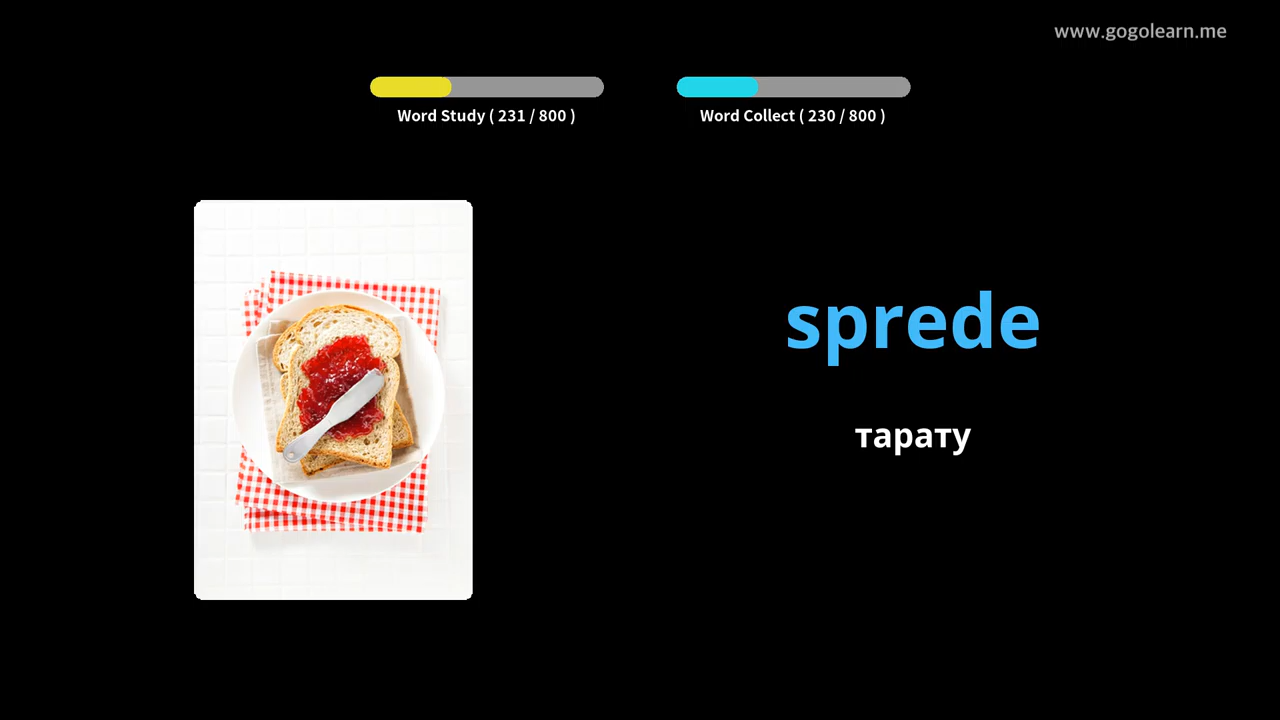 www.gogolearn.me
Word Study ( 231 / 800 )
Word Collect ( 230 / 800 )
sprede
тарату